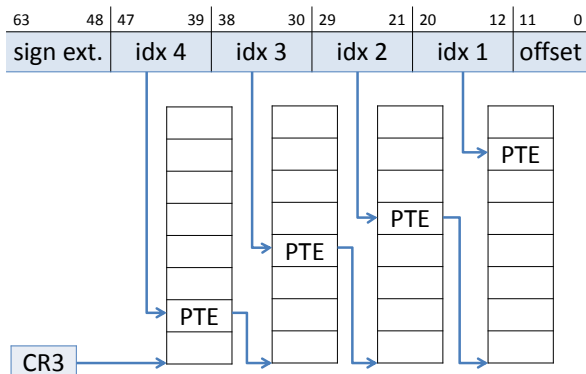 63 48 47 39 38 30 29 21 20 12 11 0
sign ext. idx 4 idx 3 idx 2 idx 1 offset
PTE
PTE
PTE
PTE
CR3